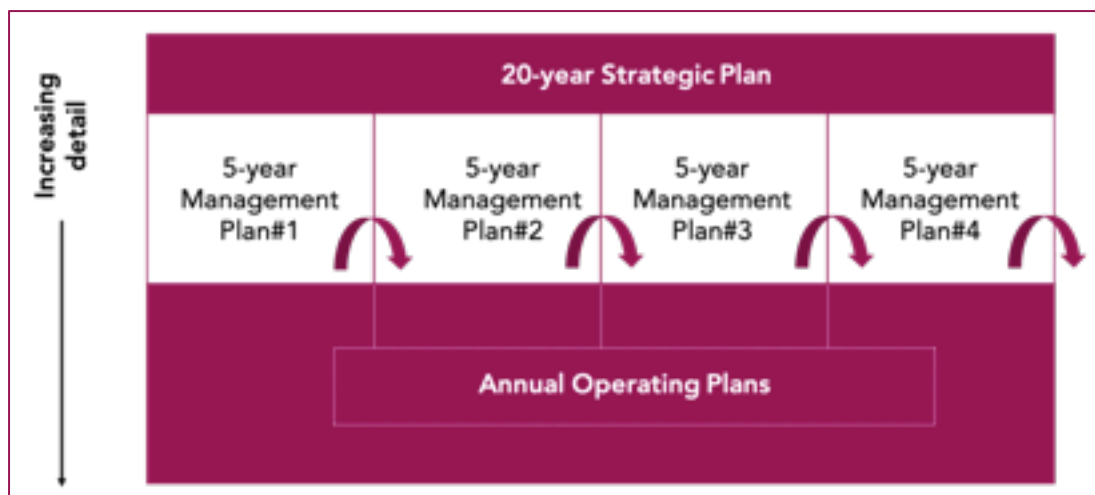 Increasing
detail
20-year Strategic Plan
5-year
Management
Plan#1
5-year
Management
Plan#2
5-year
Management
Plan#3
5-year
Management
Plan#4
Annual Operating Plans